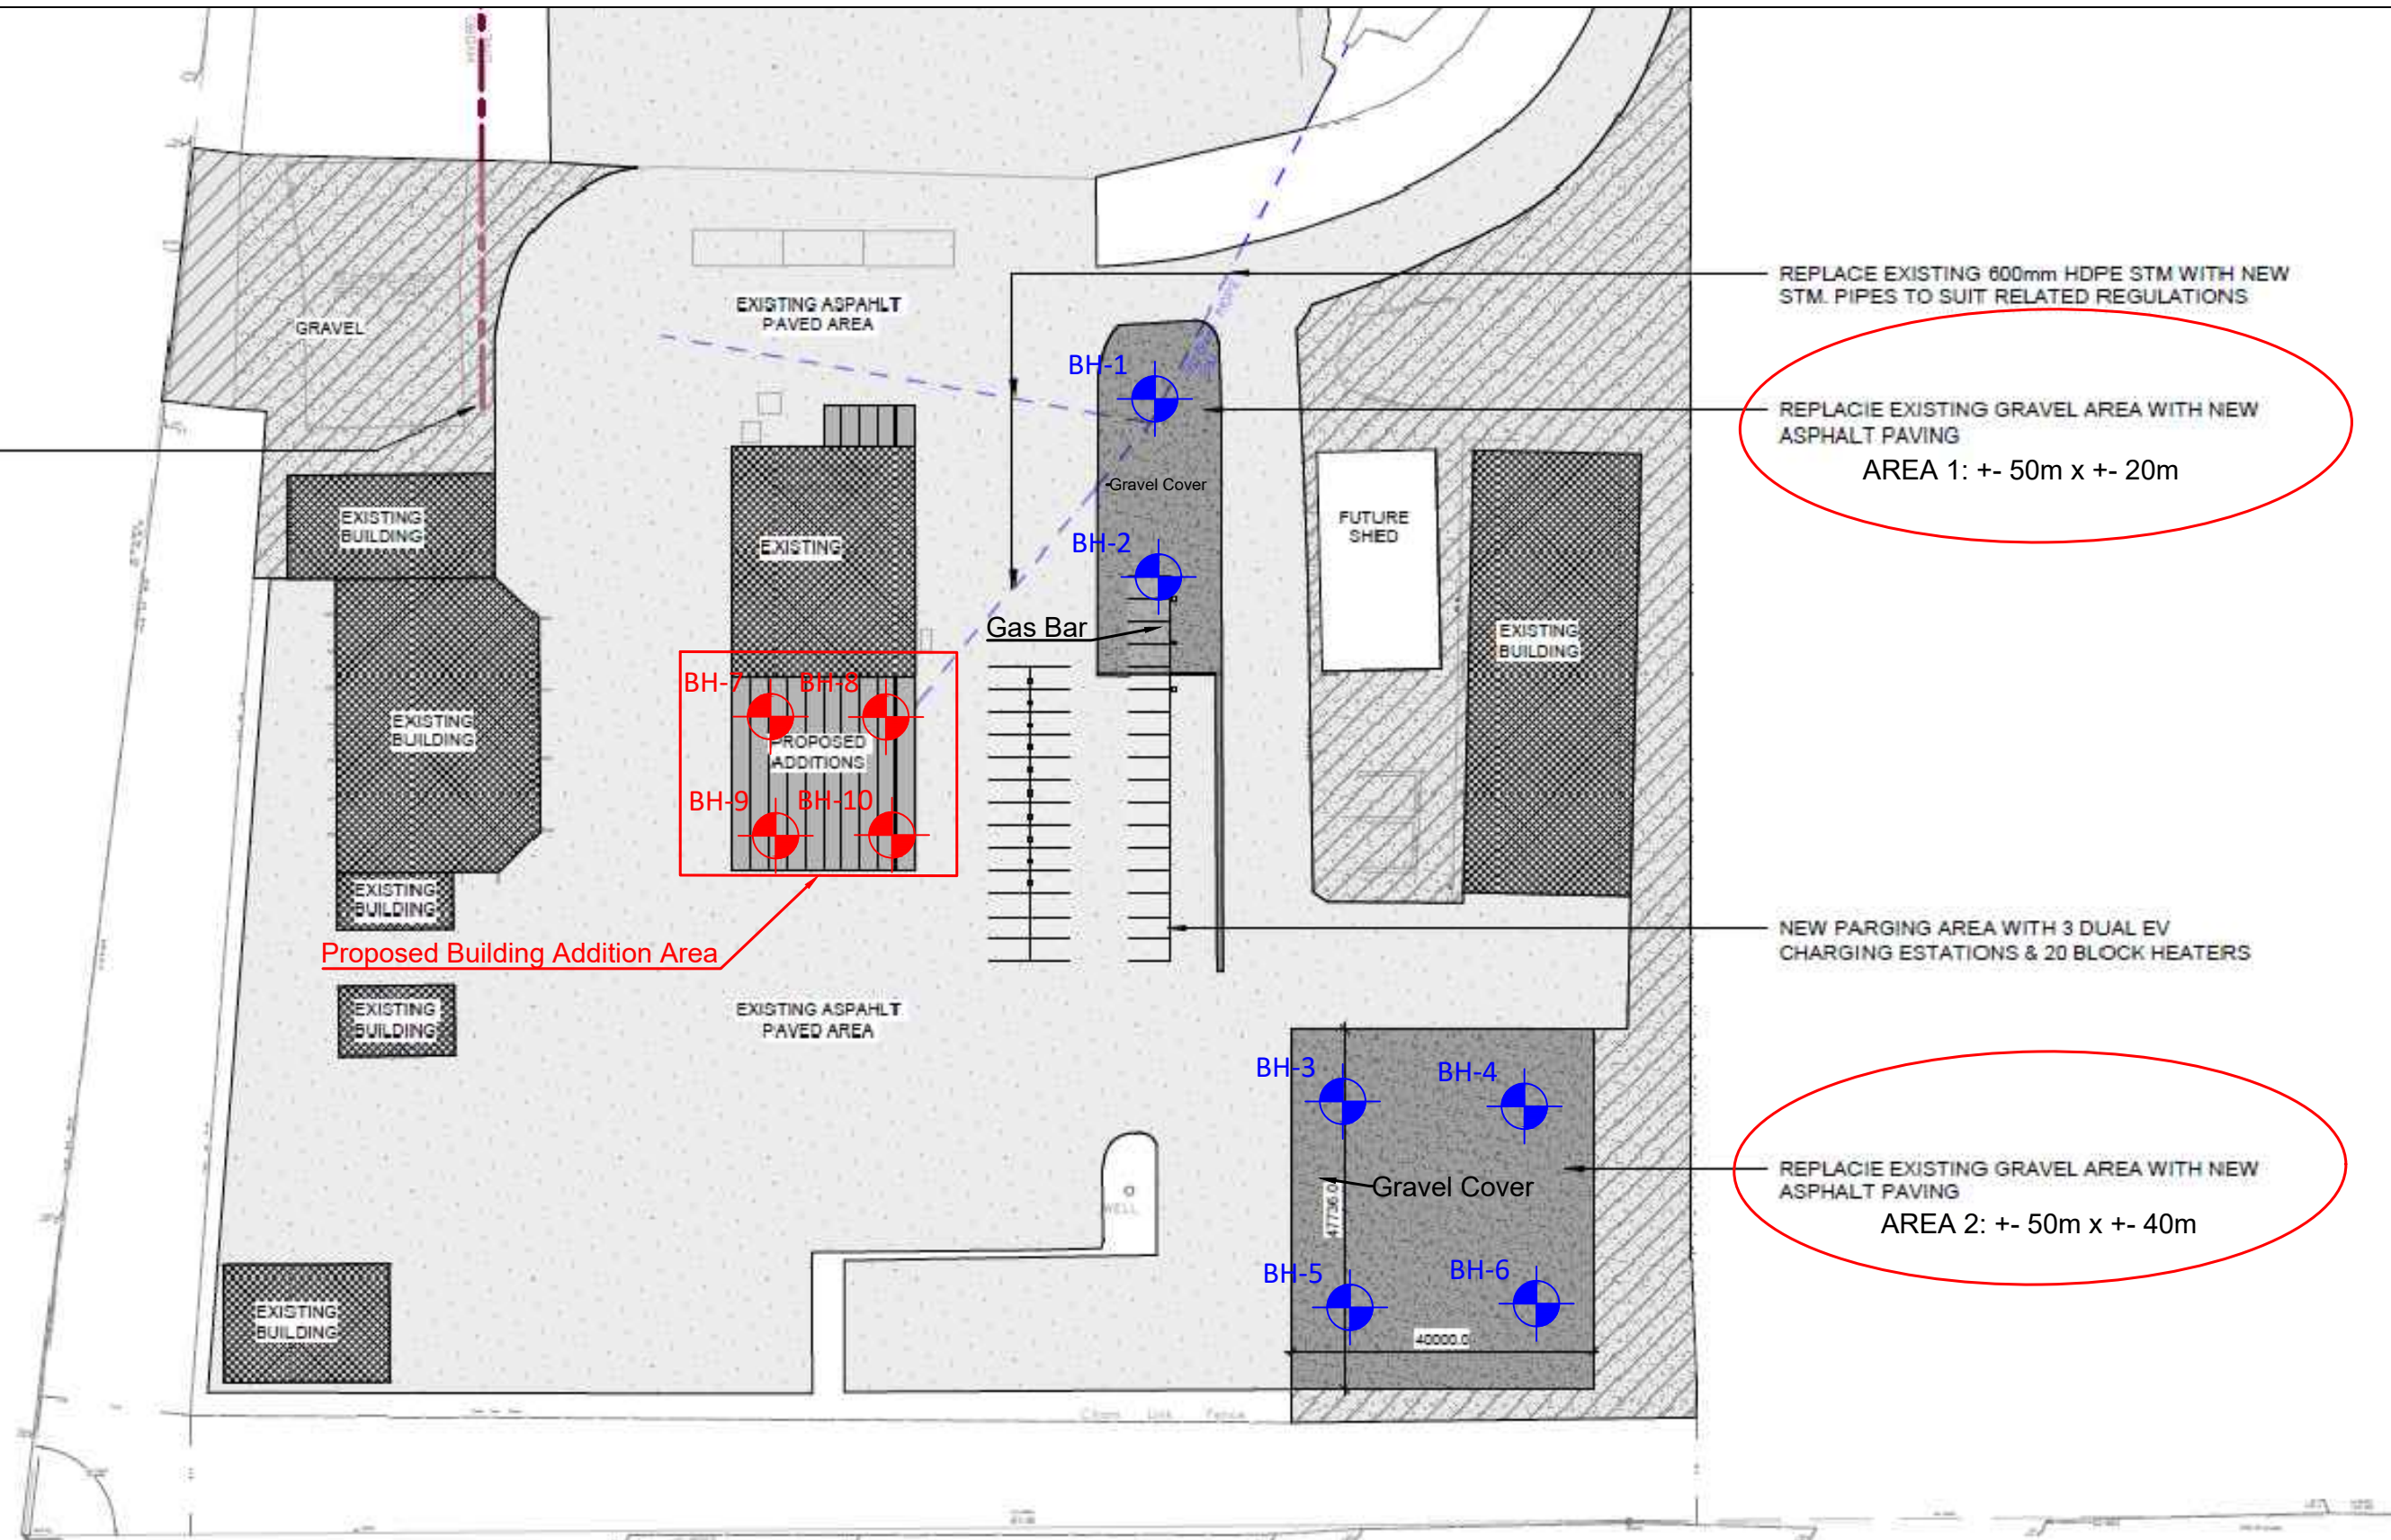 REPLACE EXISTING 600mm HDPE STM WITH NEW
STM. PIPES TO SUIT RELATED REGULATIONS
EXISTING ASPAHLT
PAVED AREA
GRAVEL
BH-1
REPLACIE EXISTING GRAVEL AREA WITH NEW
ASPHALT PAVING
AREA 1: +- 50m x +- 20m
Gravel Cover
EXISTING
BUILDING
EXISTING
BH-2
FUTURE
SHED
Gas Bar
EXISTING
BUILDING
BH-7
BH-8
EXISTING
BUILDING
PROPOSED
ADDITIONS
BH-9
BH-10
EXISTING
BUILDING
Proposed Building Addition Area
NEW PARGING AREA WITH 3 DUAL EV
CHARGING ESTATIONS & 20 BLOCK HEATERS
EXISTING
BUILDING
EXISTING ASPAHLT
PAVED AREA
BH-3
BH-4
REPLACIE EXISTING GRAVEL AREA WITH NEW
ASPHALT PAVING
AREA 2: +- 50m x +- 40m
Gravel Cover
47736.0
WELL
BH-5
BH-6
EXISTING
BUILDING
40000.0
Chain Link Fence